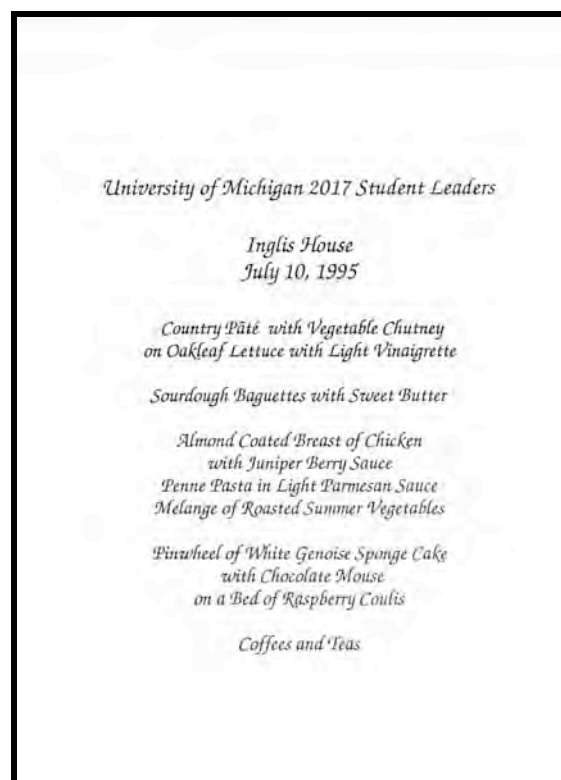 University of Michigan 2017 Student Leaders
Inglis House
July 10, 1995
Country Pâté with Vegetable Chutney
on Oakleaf Lettuce with Light Vinaigrette
Sourdough Baguettes with Sweet Butter
Almond Coated Breast of Chicken
with Juniper Berry Sauce
Penne Pasta in Light Parmesan Sauce
Melange of Roasted Summer Vegetables
Pinwheel of White Genoise Sponge Cake
with Chocolate Mouse
on a Bed of Raspberry Coulis
Coffees and Teas